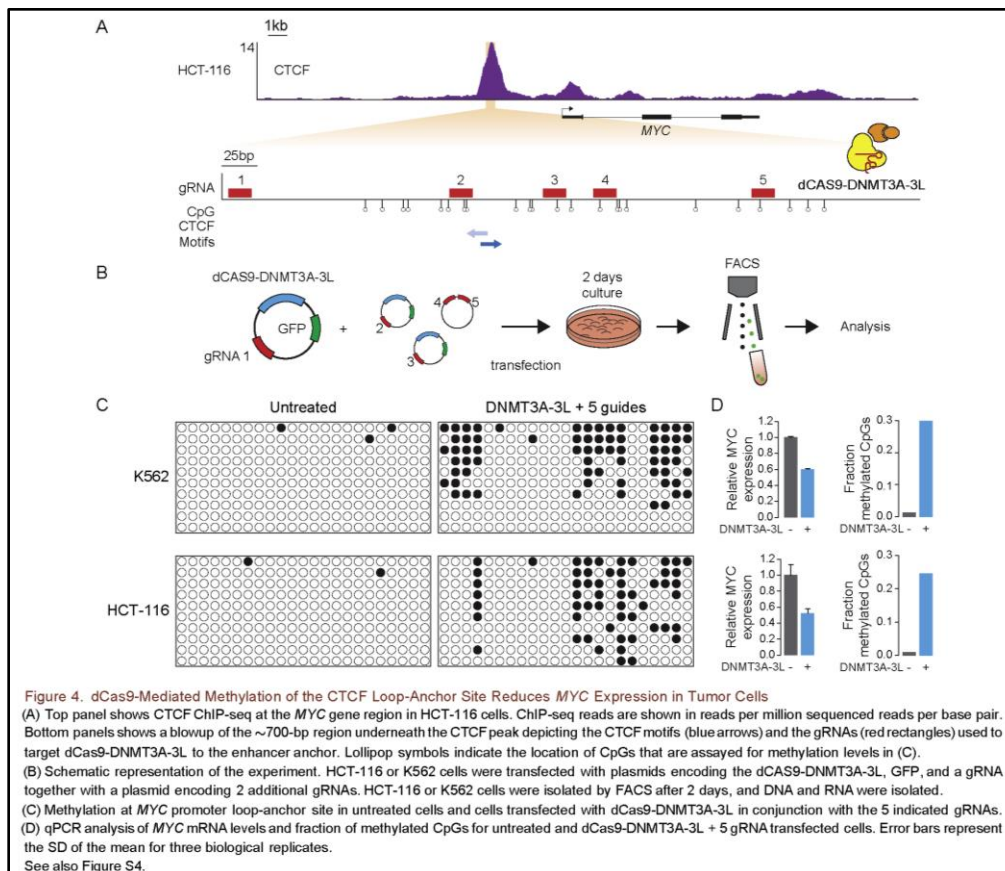 A
1kb
14
HCT-116
CTCF
MYC
25bp
dCAS9-DNMT3A-3L
gRNA
1
2
3
4
5
CpG
CTCF
Motifs
B
dCAS9-DNMT3A-3L
GFP
gRNA 1
+
2
3
4
5
transfection
2 days
culture
FACS
Analysis
C
Untreated
DNMT3A-3L + 5 guides
K562
HCT-116
D
Relative MYC
expression
1.2
1.0
0.8
0.6
0.4
0.2
0.0
DNMT3A-3L - +
Fraction
methylated CpGs
0.3
0.2
0.1
0.0
DNMT3A-3L - +
Relative MYC
expression
1.2
1.0
0.8
0.6
0.4
0.2
0.0
DNMT3A-3L - +
Fraction
methylated CpGs
0.3
0.2
0.1
0.0
DNMT3A-3L - +
Figure 4. dCas9-Mediated Methylation of the CTCF Loop-Anchor Site Reduces MYC Expression in Tumor Cells
(A) Top panel shows CTCF ChIP-seq at the MYC gene region in HCT-116 cells. ChIP-seq reads are shown in reads per million sequenced reads per base pair.
Bottom panels shows a blowup of the ~700-bp region underneath the CTCF peak depicting the CTCF motifs (blue arrows) and the gRNAs (red rectangles) used to
target dCas9-DNMT3A-3L to the enhancer anchor. Lollipop symbols indicate the location of CpGs that are assayed for methylation levels in (C).
(B) Schematic representation of the experiment. HCT-116 or K562 cells were transfected with plasmids encoding the dCAS9-DNMT3A-3L, GFP, and a gRNA
together with a plasmid encoding 2 additional gRNAs. HCT-116 or K562 cells were isolated by FACS after 2 days, and DNA and RNA were isolated.
(C) Methylation at MYC promoter loop-anchor site in untreated cells and cells transfected with dCas9-DNMT3A-3L in conjunction with the 5 indicated gRNAs.
(D) qPCR analysis of MYC mRNA levels and fraction of methylated CpGs for untreated and dCas9-DNMT3A-3L + 5 gRNA transfected cells. Error bars represent
the SD of the mean for three biological replicates.
See also Figure S4.